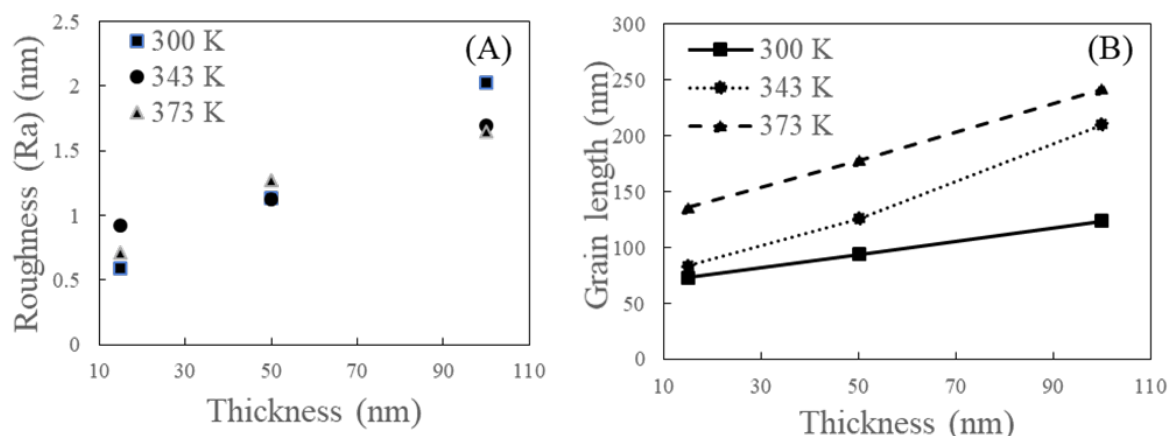 (A)
Roughness (Ra) (nm)
2.5
2
1.5
1
0.5
0
300 K
343 K
373 K
10 30 50 70 90 110
Thickness (nm)
(B)
Grain length (nm)
300
250
200
150
100
50
0
300 K
343 K
373 K
10 30 50 70 90 110
Thickness (nm)